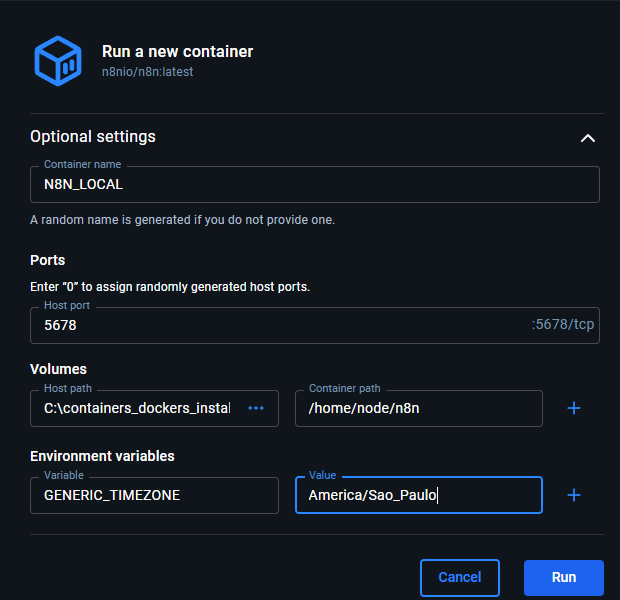 Run a new container
n8nio/n8n:latest
Optional settings
Container name
N8N_LOCAL
A random name is generated if you do not provide one.
Ports
Enter “0” to assign randomly generated host ports.
Host port
5678 :5678/tcp
Volumes
Host path Container path
C:\containers_dockers_instal ••• /home/node/n8n +
Environment variables
Variable Value
GENERIC_TIMEZONE America/Sao_Paulo +
Cancel Run